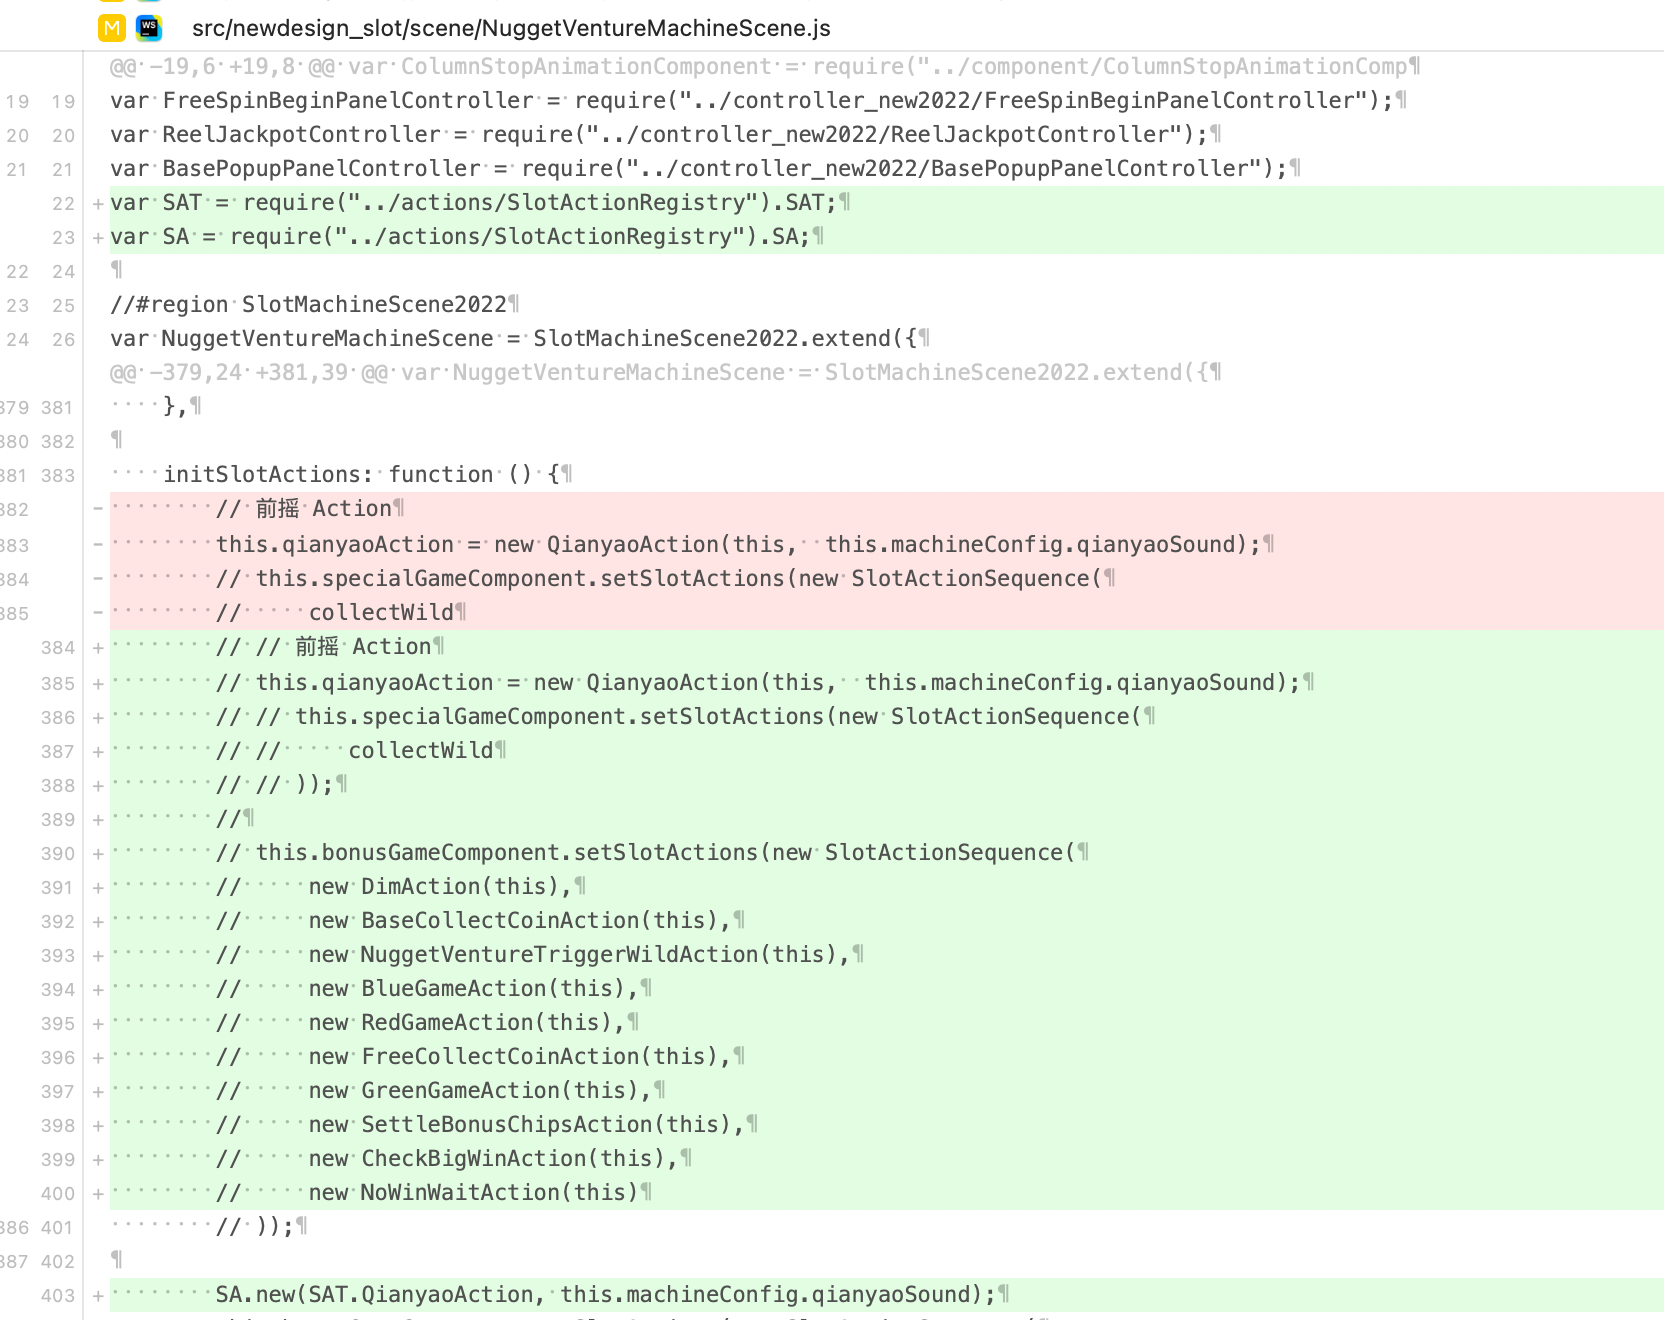 M WS src/newdesign_slot/scene/NuggetVentureMachineScene.js
@@ -19,6 +19,8 @@ var ColumnStopAnimationComponent = require("../component/ColumnStopAnimationComp¶
19 19 var FreeSpinBeginPanelController = require("../controller_new2022/FreeSpinBeginPanelController");¶
20 20 var ReelJackpotController = require("../controller_new2022/ReelJackpotController");¶
21 21 var BasePopupPanelController = require("../controller_new2022/BasePopupPanelController");¶
22 + var SAT = require("../actions/SlotActionRegistry").SAT;¶
23 + var SA = require("../actions/SlotActionRegistry").SA;¶
22 24 ¶
23 25 //#region SlotMachineScene2022¶
24 26 var NuggetVentureMachineScene = SlotMachineScene2022.extend({¶
@@ -379,24 +381,39 @@ var NuggetVentureMachineScene = SlotMachineScene2022.extend({¶
379 381 },¶
380 382 ¶
381 383 initSlotActions: function () {¶
382 - // 前摇 Action¶
383 - this.qianyaoAction = new QianyaoAction(this,  this.machineConfig.qianyaoSound);¶
384 - // this.specialGameComponent.setSlotActions(new SlotActionSequence(¶
385 - //     collectWild¶
384 + // // 前摇 Action¶
385 + // this.qianyaoAction = new QianyaoAction(this,  this.machineConfig.qianyaoSound);¶
386 + // // this.specialGameComponent.setSlotActions(new SlotActionSequence(¶
387 + // //     collectWild¶
388 + // // ));¶
389 + //¶
390 + // this.bonusGameComponent.setSlotActions(new SlotActionSequence(¶
391 + //     new DimAction(this),¶
392 + //     new BaseCollectCoinAction(this),¶
393 + //     new NuggetVentureTriggerWildAction(this),¶
394 + //     new BlueGameAction(this),¶
395 + //     new RedGameAction(this),¶
396 + //     new FreeCollectCoinAction(this),¶
397 + //     new GreenGameAction(this),¶
398 + //     new SettleBonusChipsAction(this),¶
399 + //     new CheckBigWinAction(this),¶
400 + //     new NoWinWaitAction(this)¶
386 401 // ));¶
387 402 ¶
403 + SA.new(SAT.QianyaoAction, this.machineConfig.qianyaoSound);¶